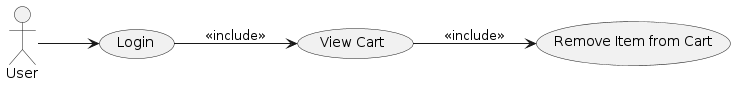 User
Login
«include»
View Cart
«include»
Remove Item from Cart